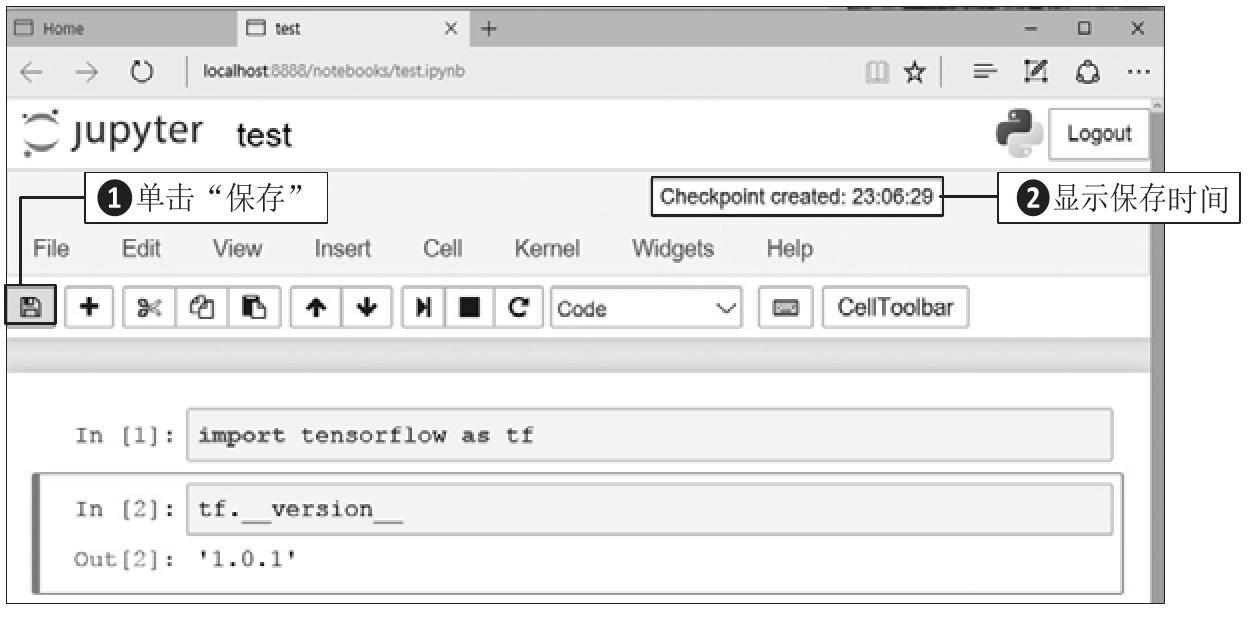 Home test
localhost:8888/notebooks/test.ipynb
jupyter test Logout
❶单击“保存” Checkpoint created: 23:06:29 ❷显示保存时间
File Edit View Insert Cell Kernel Widgets Help
Code CellToolbar
In [1]: import tensorflow as tf
In [2]: tf.__version__
Out[2]: '1.0.1'